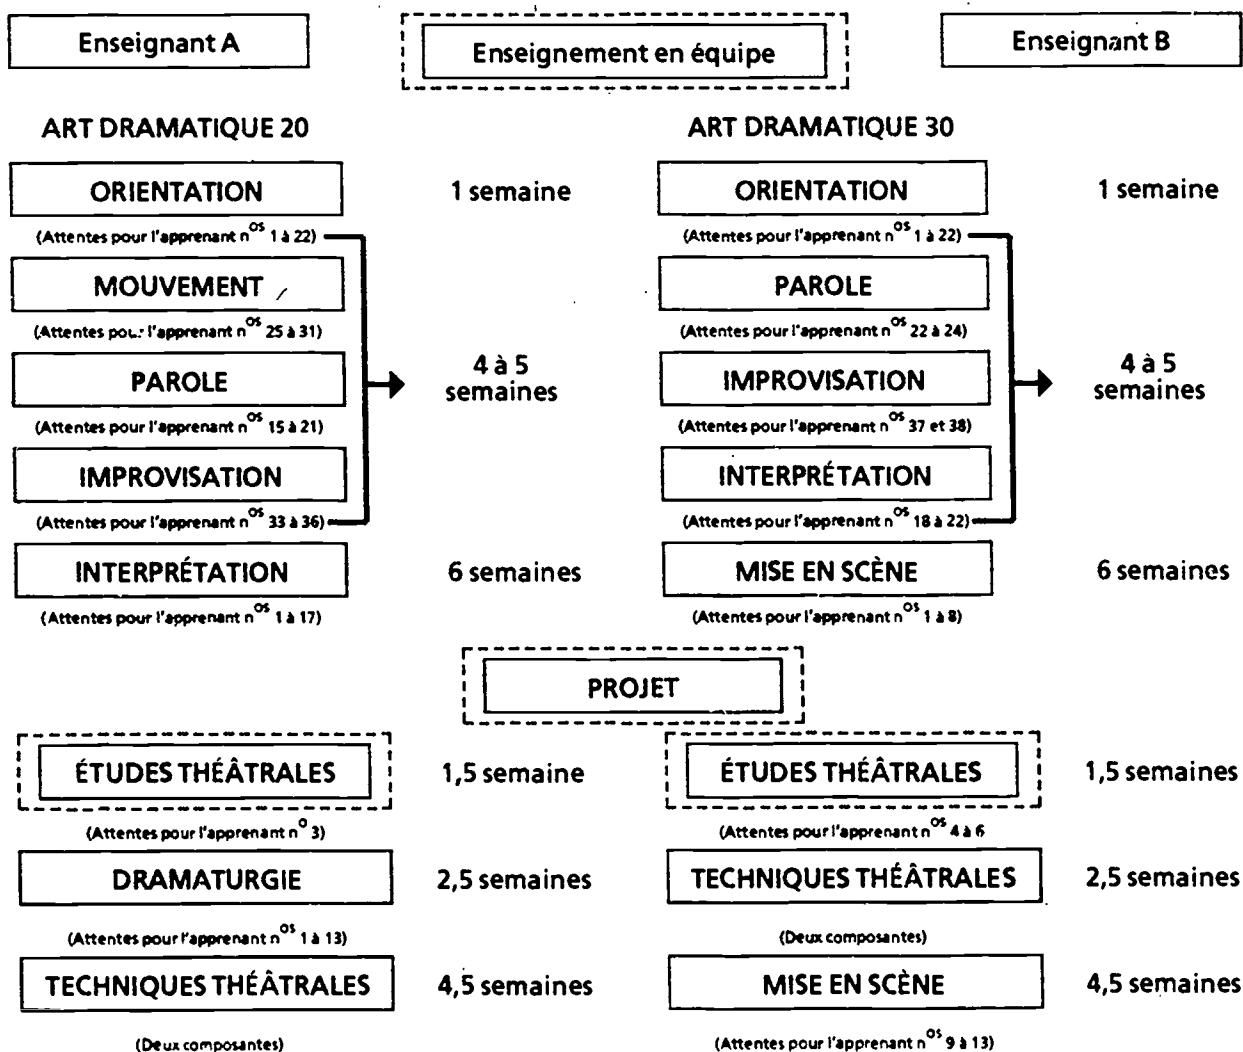 Enseignant A
Enseignement en équipe
Enseignant B
ART DRAMATIQUE 20
ART DRAMATIQUE 30
ORIENTATION
1 semaine
ORIENTATION
1 semaine
(Attentes pour l'apprenant nos 1 à 22)
(Attentes pour l'apprenant nos 1 à 22)
MOUVEMENT
PAROLE
(Attentes pour l'apprenant nos 25 à 31)
(Attentes pour l'apprenant nos 22 à 24)
PAROLE
4 à 5
semaines
IMPROVISATION
4 à 5
semaines
(Attentes pour l'apprenant nos 15 à 21)
(Attentes pour l'apprenant nos 37 et 38)
IMPROVISATION
INTERPRÉTATION
(Attentes pour l'apprenant nos 33 à 36)
(Attentes pour l'apprenant nos 18 à 22)
INTERPRÉTATION
6 semaines
MISE EN SCÈNE
6 semaines
(Attentes pour l'apprenant nos 1 à 17)
(Attentes pour l'apprenant nos 1 à 8)
PROJET
ÉTUDES THÉÂTRALES
1,5 semaine
ÉTUDES THÉÂTRALES
1,5 semaines
(Attentes pour l'apprenant no 3)
(Attentes pour l'apprenant nos 4 à 6
DRAMATURGIE
2,5 semaines
TECHNIQUES THÉÂTRALES
2,5 semaines
(Attentes pour l'apprenant nos 1 à 13)
(Deux composantes)
TECHNIQUES THÉÂTRALES
4,5 semaines
MISE EN SCÈNE
4,5 semaines
(Deux composantes)
(Attentes pour l'apprenant nos 9 à 13)